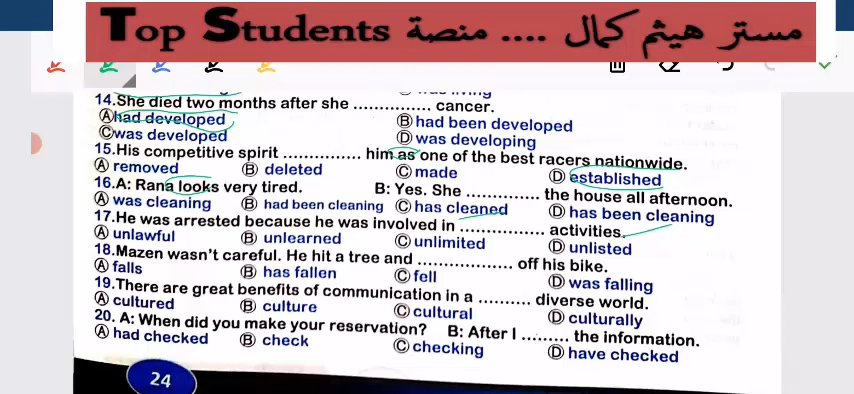 Top Students مستر هيثم كمال .... منصة
14.She died two months after she .............. cancer.
Ⓐhad developed Ⓑhad been developed
Ⓒwas developed Ⓓwas developing
15.His competitive spirit .............. him as one of the best racers nationwide.
Ⓐremoved Ⓑ deleted Ⓒmade Ⓓestablished
16.A: Rana looks very tired. B: Yes. She .............. the house all afternoon.
Ⓐwas cleaning Ⓑ had been cleaning Ⓒhas cleaned Ⓓhas been cleaning
17.He was arrested because he was involved in ................ activities.
Ⓐunlawful Ⓑ unlearned Ⓒunlimited Ⓓunlisted
18.Mazen wasn't careful. He hit a tree and .................. off his bike.
Ⓐfalls Ⓑ has fallen Ⓒfell Ⓓwas falling
19.There are great benefits of communication in a .......... diverse world.
Ⓐcultured Ⓑ culture Ⓒcultural Ⓓculturally
20. A: When did you make your reservation? B: After I ......... the information.
Ⓐhad checked Ⓑ check Ⓒchecking Ⓓhave checked
24